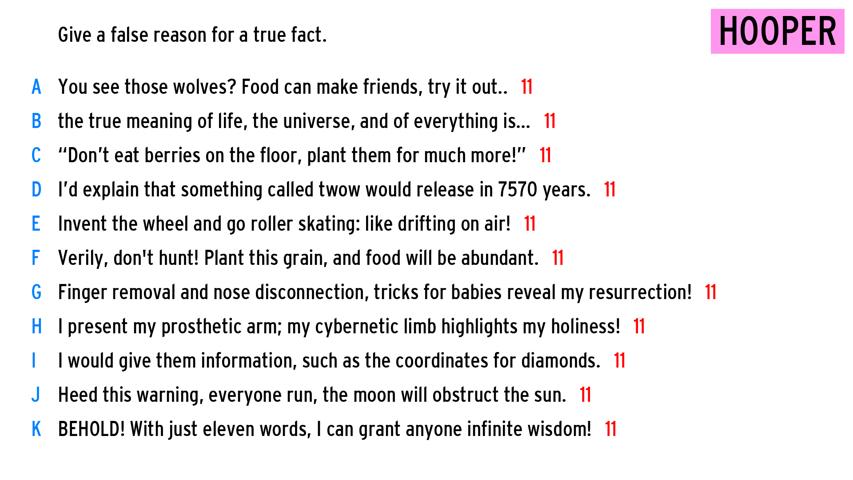 Give a false reason for a true fact.
HOOPER
A You see those wolves? Food can make friends, try it out.. 11
B the true meaning of life, the universe, and of everything is... 11
C “Don’t eat berries on the floor, plant them for much more!” 11
D I’d explain that something called twow would release in 7570 years. 11
E Invent the wheel and go roller skating: like drifting on air! 11
F Verily, don't hunt! Plant this grain, and food will be abundant. 11
G Finger removal and nose disconnection, tricks for babies reveal my resurrection! 11
H I present my prosthetic arm; my cybernetic limb highlights my holiness! 11
I I would give them information, such as the coordinates for diamonds. 11
J Heed this warning, everyone run, the moon will obstruct the sun. 11
K BEHOLD! With just eleven words, I can grant anyone infinite wisdom! 11